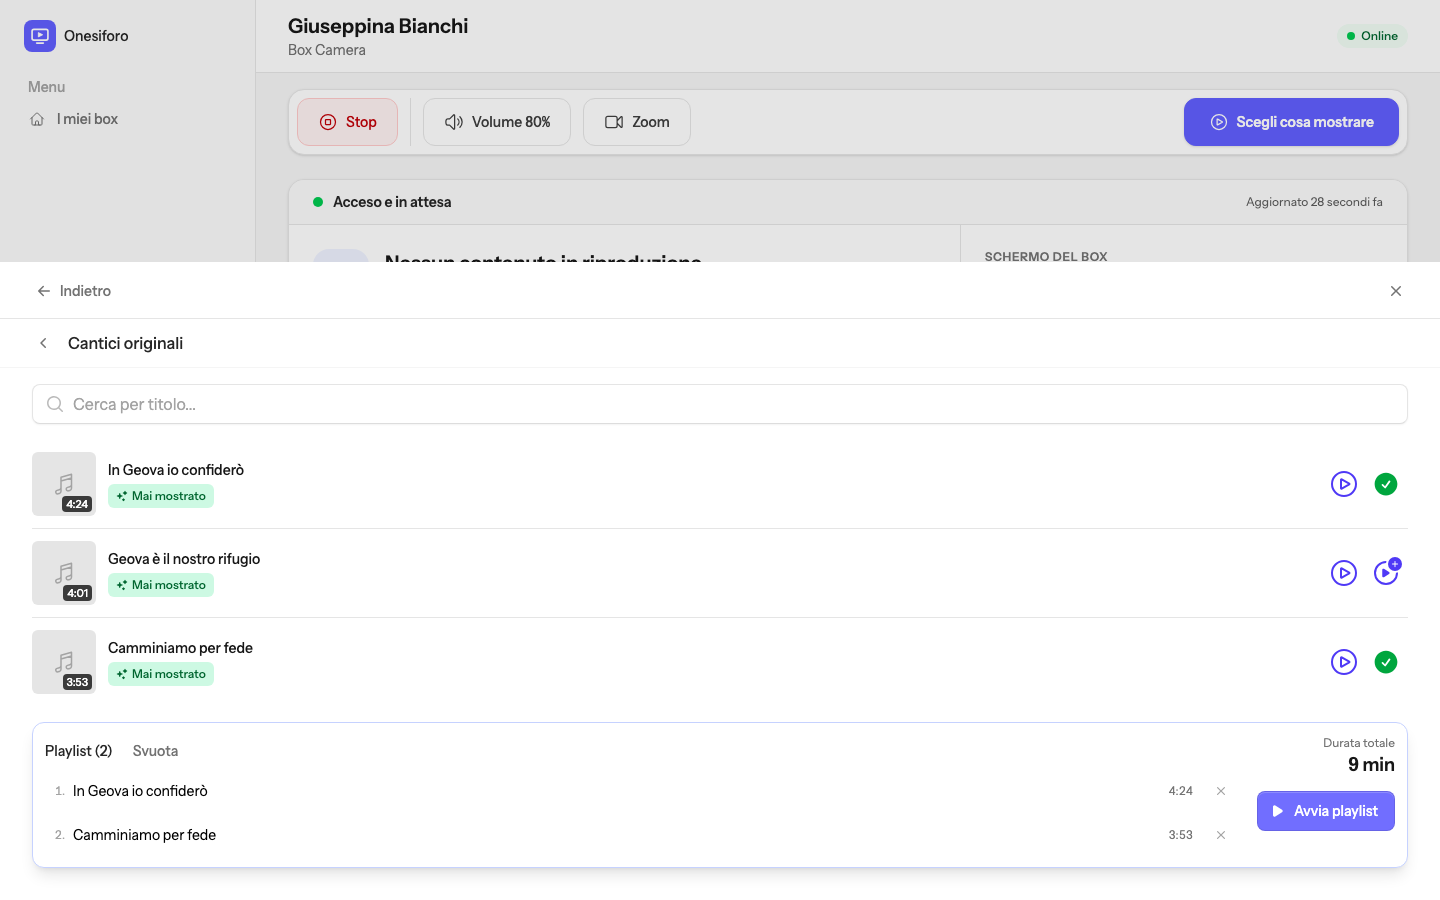 Onesiforo
Menu
I miei box
Giuseppina Bianchi
Box Camera
Online
Stop
Volume 80%
Zoom
Scegli cosa mostrare
Acceso e in attesa
Aggiornato 28 secondi fa
Nessun contenuto in riproduzione
SCHERMO DEL BOX
Indietro
Cantici originali
Cerca per titolo...
4:24
In Geova io confiderò
Mai mostrato
4:01
Geova è il nostro rifugio
Mai mostrato
3:53
Camminiamo per fede
Mai mostrato
Playlist (2)
Svuota
Durata totale
9 min
1. In Geova io confiderò 4:24
Avvia playlist
2. Camminiamo per fede 3:53